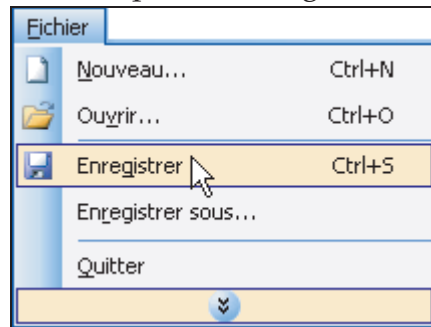 Fichier
Nouveau... Ctrl+N
Ouvrir... Ctrl+O
Enregistrer Ctrl+S
Enregistrer sous...
Quitter